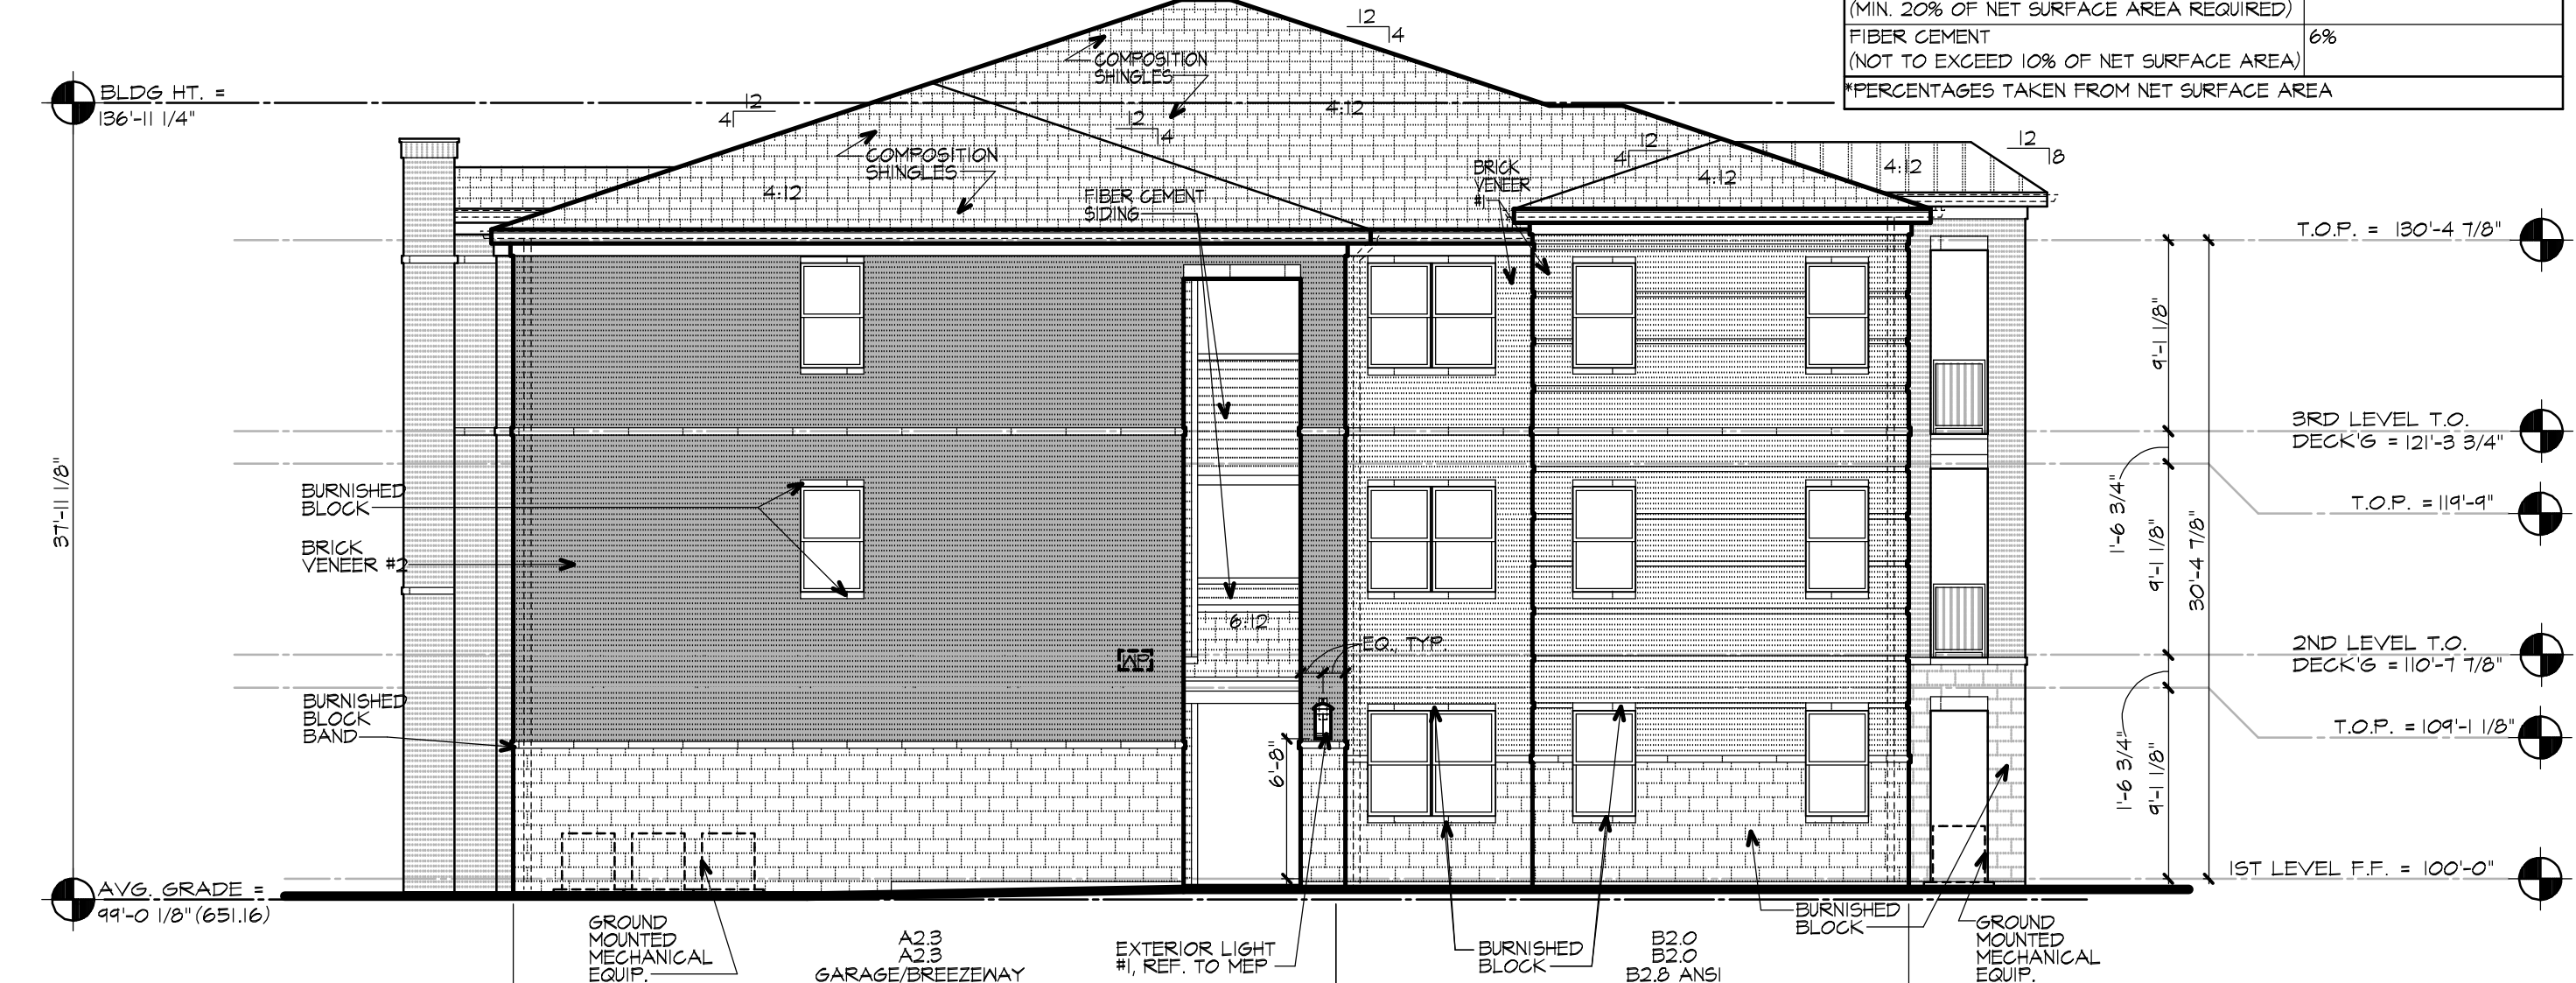 (MIN. 20% OF NET SURFACE AREA REQUIRED)
FIBER CEMENT
6%
(NOT TO EXCEED 10% OF NET SURFACE AREA)
*PERCENTAGES TAKEN FROM NET SURFACE AREA
12
4
COMPOSITION
SHINGLES
BLDG HT. =
136'-11 1/4"
12
4
4:12
12
4
12
4
12
8
COMPOSITION
SHINGLES
4:12
4:12
4:12
BRICK
VENEER
#1
FIBER CEMENT
SIDING
T.O.P. = 130'-4 7/8"
9'-1 1/8"
3RD LEVEL T.O.
DECK'G = 121'-3 3/4"
37'-11 1/8"
BURNISHED
BLOCK
BRICK
VENEER #2
1'-6 3/4"
T.O.P. = 119'-9"
9'-1 1/8"
30'-4 7/8"
6:12
WP
EQ., TYP.
2ND LEVEL T.O.
DECK'G = 110'-7 7/8"
BURNISHED
BLOCK
BAND
6'-8"
1'-6 3/4"
T.O.P. = 109'-1 1/8"
9'-1 1/8"
1ST LEVEL F.F. = 100'-0"
AVG. GRADE =
99'-0 1/8" (651.16)
GROUND
MOUNTED
MECHANICAL
EQUIP.
A2.3
A2.3
GARAGE/BREEZEWAY
EXTERIOR LIGHT
#1, REF. TO MEP
BURNISHED
BLOCK
B2.0
B2.0
B2.8 ANSI
BURNISHED
BLOCK
GROUND
MOUNTED
MECHANICAL
EQUIP.